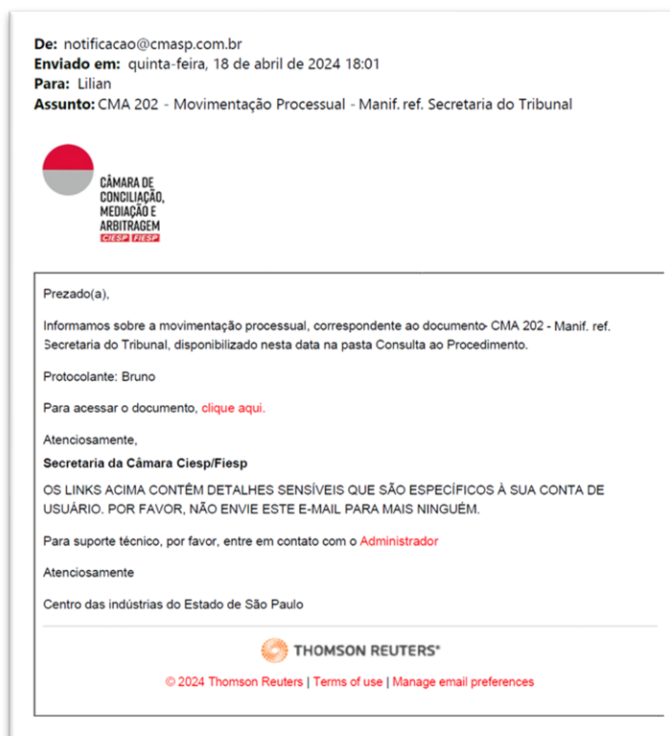 De: notificacao@cmasp.com.br
Enviado em: quinta-feira, 18 de abril de 2024 18:01
Para: Lilian
Assunto: CMA 202 - Movimentação Processual - Manif. ref. Secretaria do Tribunal
CÂMARA DE
CONCILIAÇÃO,
MEDIAÇÃO E
ARBITRAGEM
CIESP FIESP
Prezado(a),
Informamos sobre a movimentação processual, correspondente ao documento CMA 202 - Manif. ref.
Secretaria do Tribunal, disponibilizado nesta data na pasta Consulta ao Procedimento.
Protocolante: Bruno
Para acessar o documento, clique aqui.
Atenciosamente,
Secretaria da Câmara Ciesp/Fiesp
OS LINKS ACIMA CONTÊM DETALHES SENSÍVEIS QUE SÃO ESPECÍFICOS À SUA CONTA DE
USUÁRIO. POR FAVOR, NÃO ENVIE ESTE E-MAIL PARA MAIS NINGUÉM.
Para suporte técnico, por favor, entre em contato com o Administrador
Atenciosamente
Centro das indústrias do Estado de São Paulo
THOMSON REUTERS®
© 2024 Thomson Reuters | Terms of use | Manage email preferences